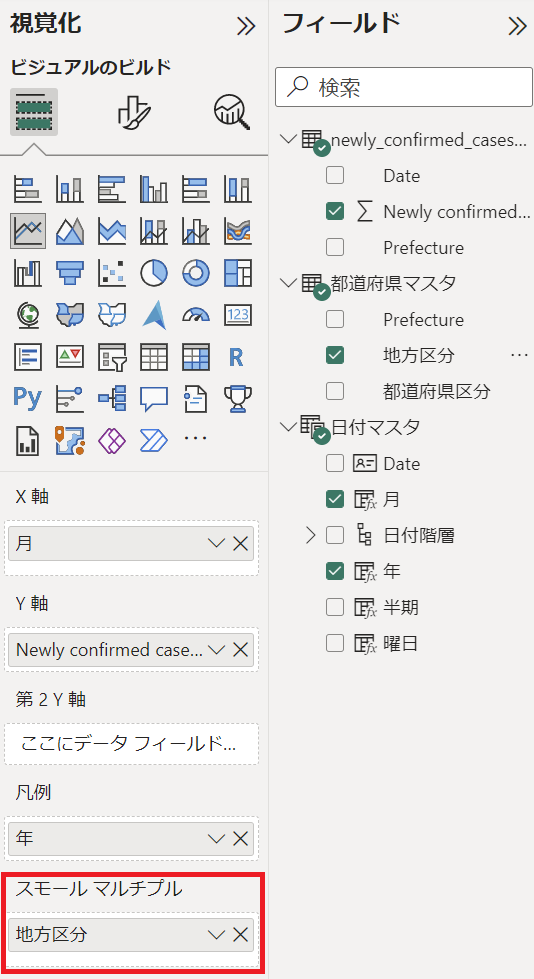 視覚化
ビジュアルのビルド
123
R
Py
X 軸
月
Y 軸
Newly confirmed case...
第 2 Y 軸
ここにデータ フィールド...
凡例
年
スモール マルチプル
地方区分
フィールド
検索
newly_confirmed_cases...
Date
Newly confirmed...
Prefecture
都道府県マスタ
Prefecture
地方区分
都道府県区分
日付マスタ
Date
月
日付階層
年
半期
曜日